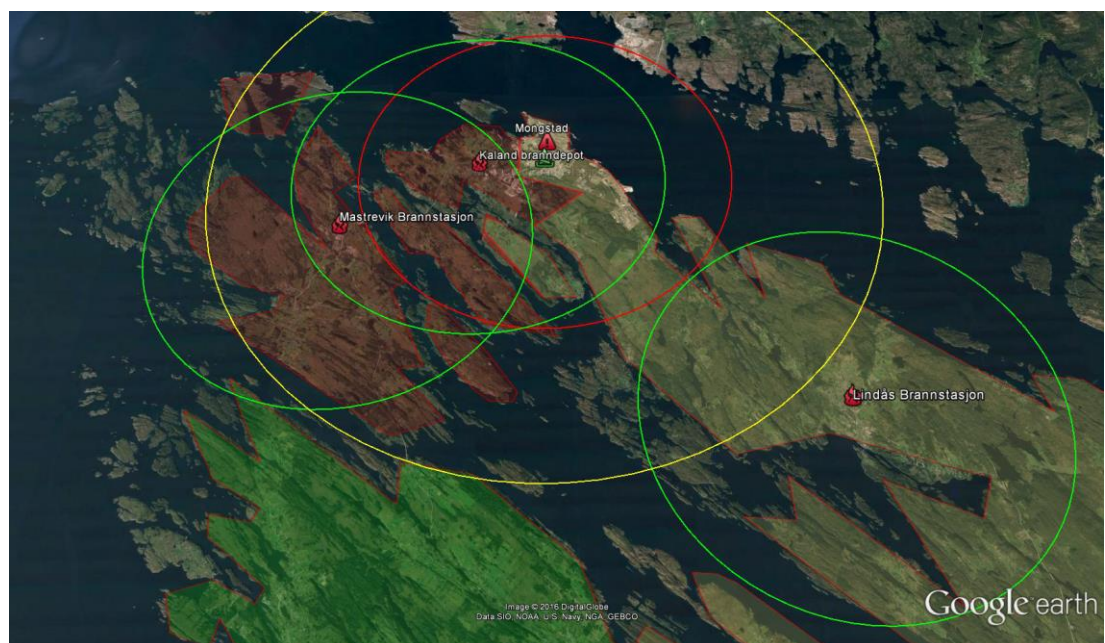 Mongstad
Kaland branndepot
Mastrevik Brannstasjon
Lindås Brannstasjon
Image © 2016 DigitalGlobe
Data SIO, NOAA, U.S. Navy, NGA, GEBCO
Google earth